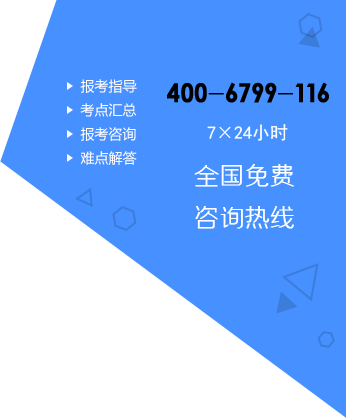 报考指导
考点汇总
报考咨询
难点解答
400-6799-116
7×24小时
全国免费
咨询热线